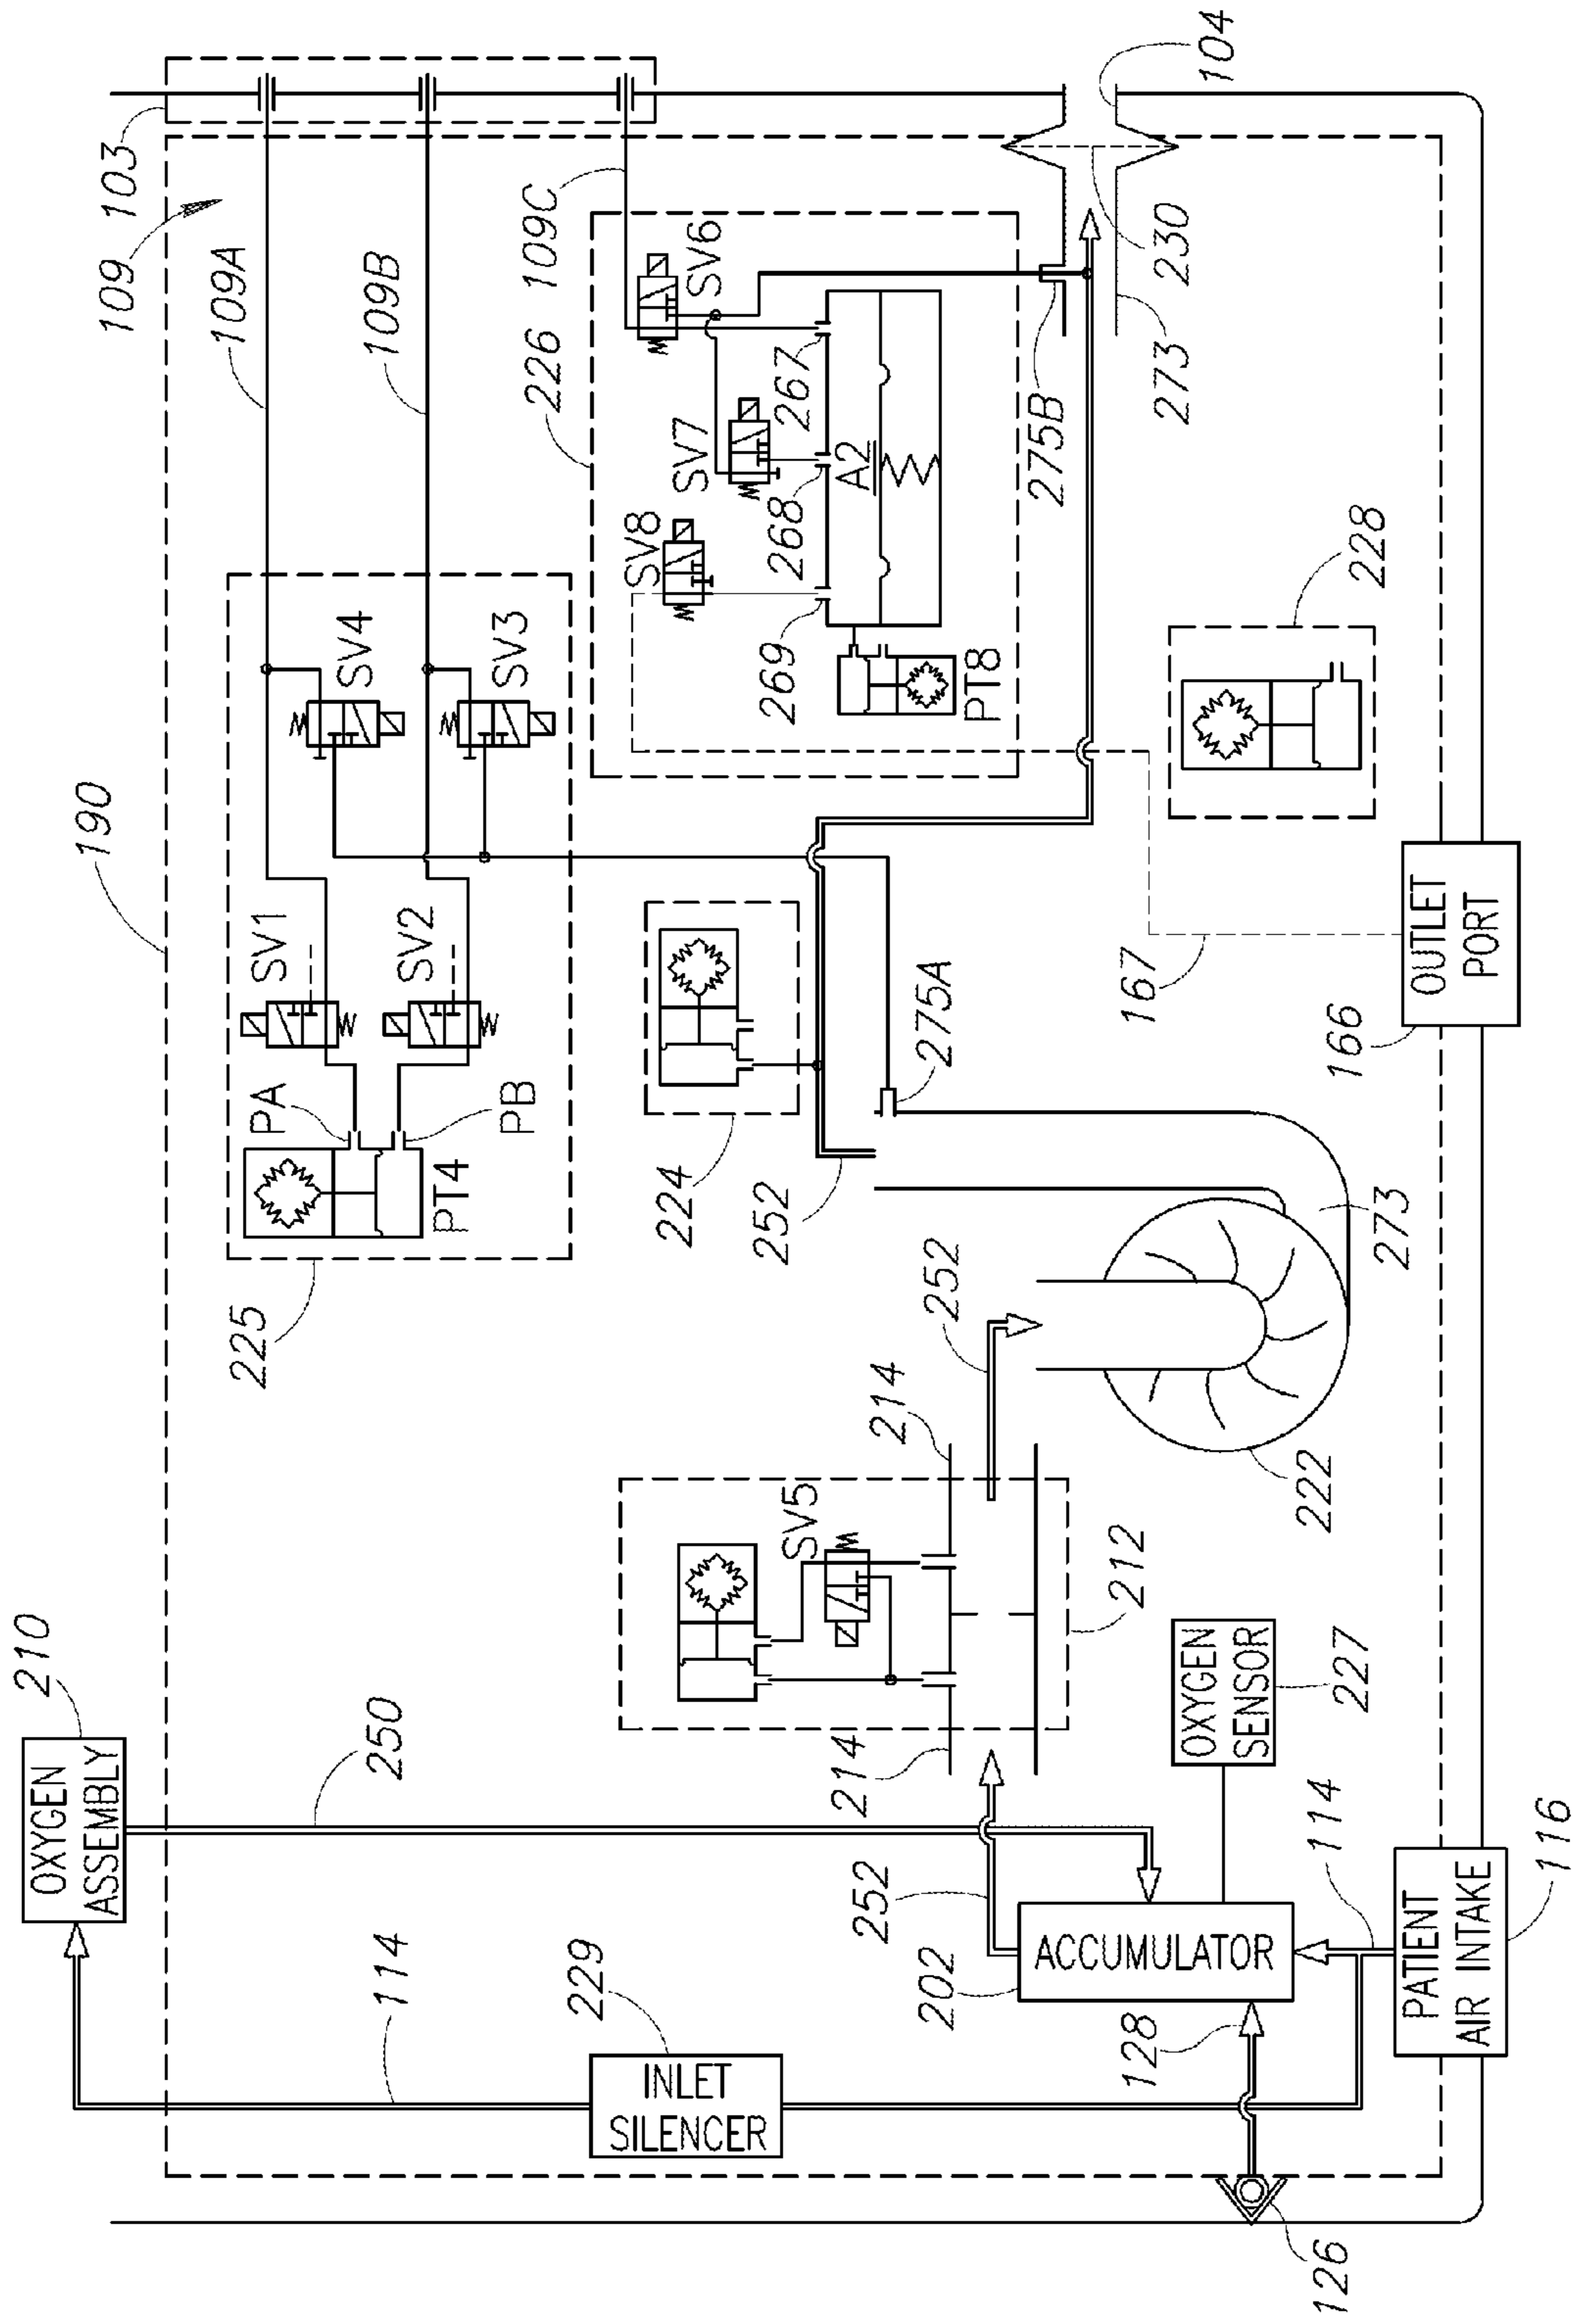 109
103
104
109A
109B
109C
190
226
SV6
SV7
SV8
267
268
269
A2
PT8
275B
230
273
SV4
SV3
SV1
SV2
PA
PB
PT4
225
224
252
275A
228
167
166
OUTLET
PORT
273
252
222
214
SV5
212
214
210
OXYGEN
ASSEMBLY
250
OXYGEN
SENSOR
227
252
202
ACCUMULATOR
114
114
229
INLET
SILENCER
128
PATIENT
AIR INTAKE
116
126